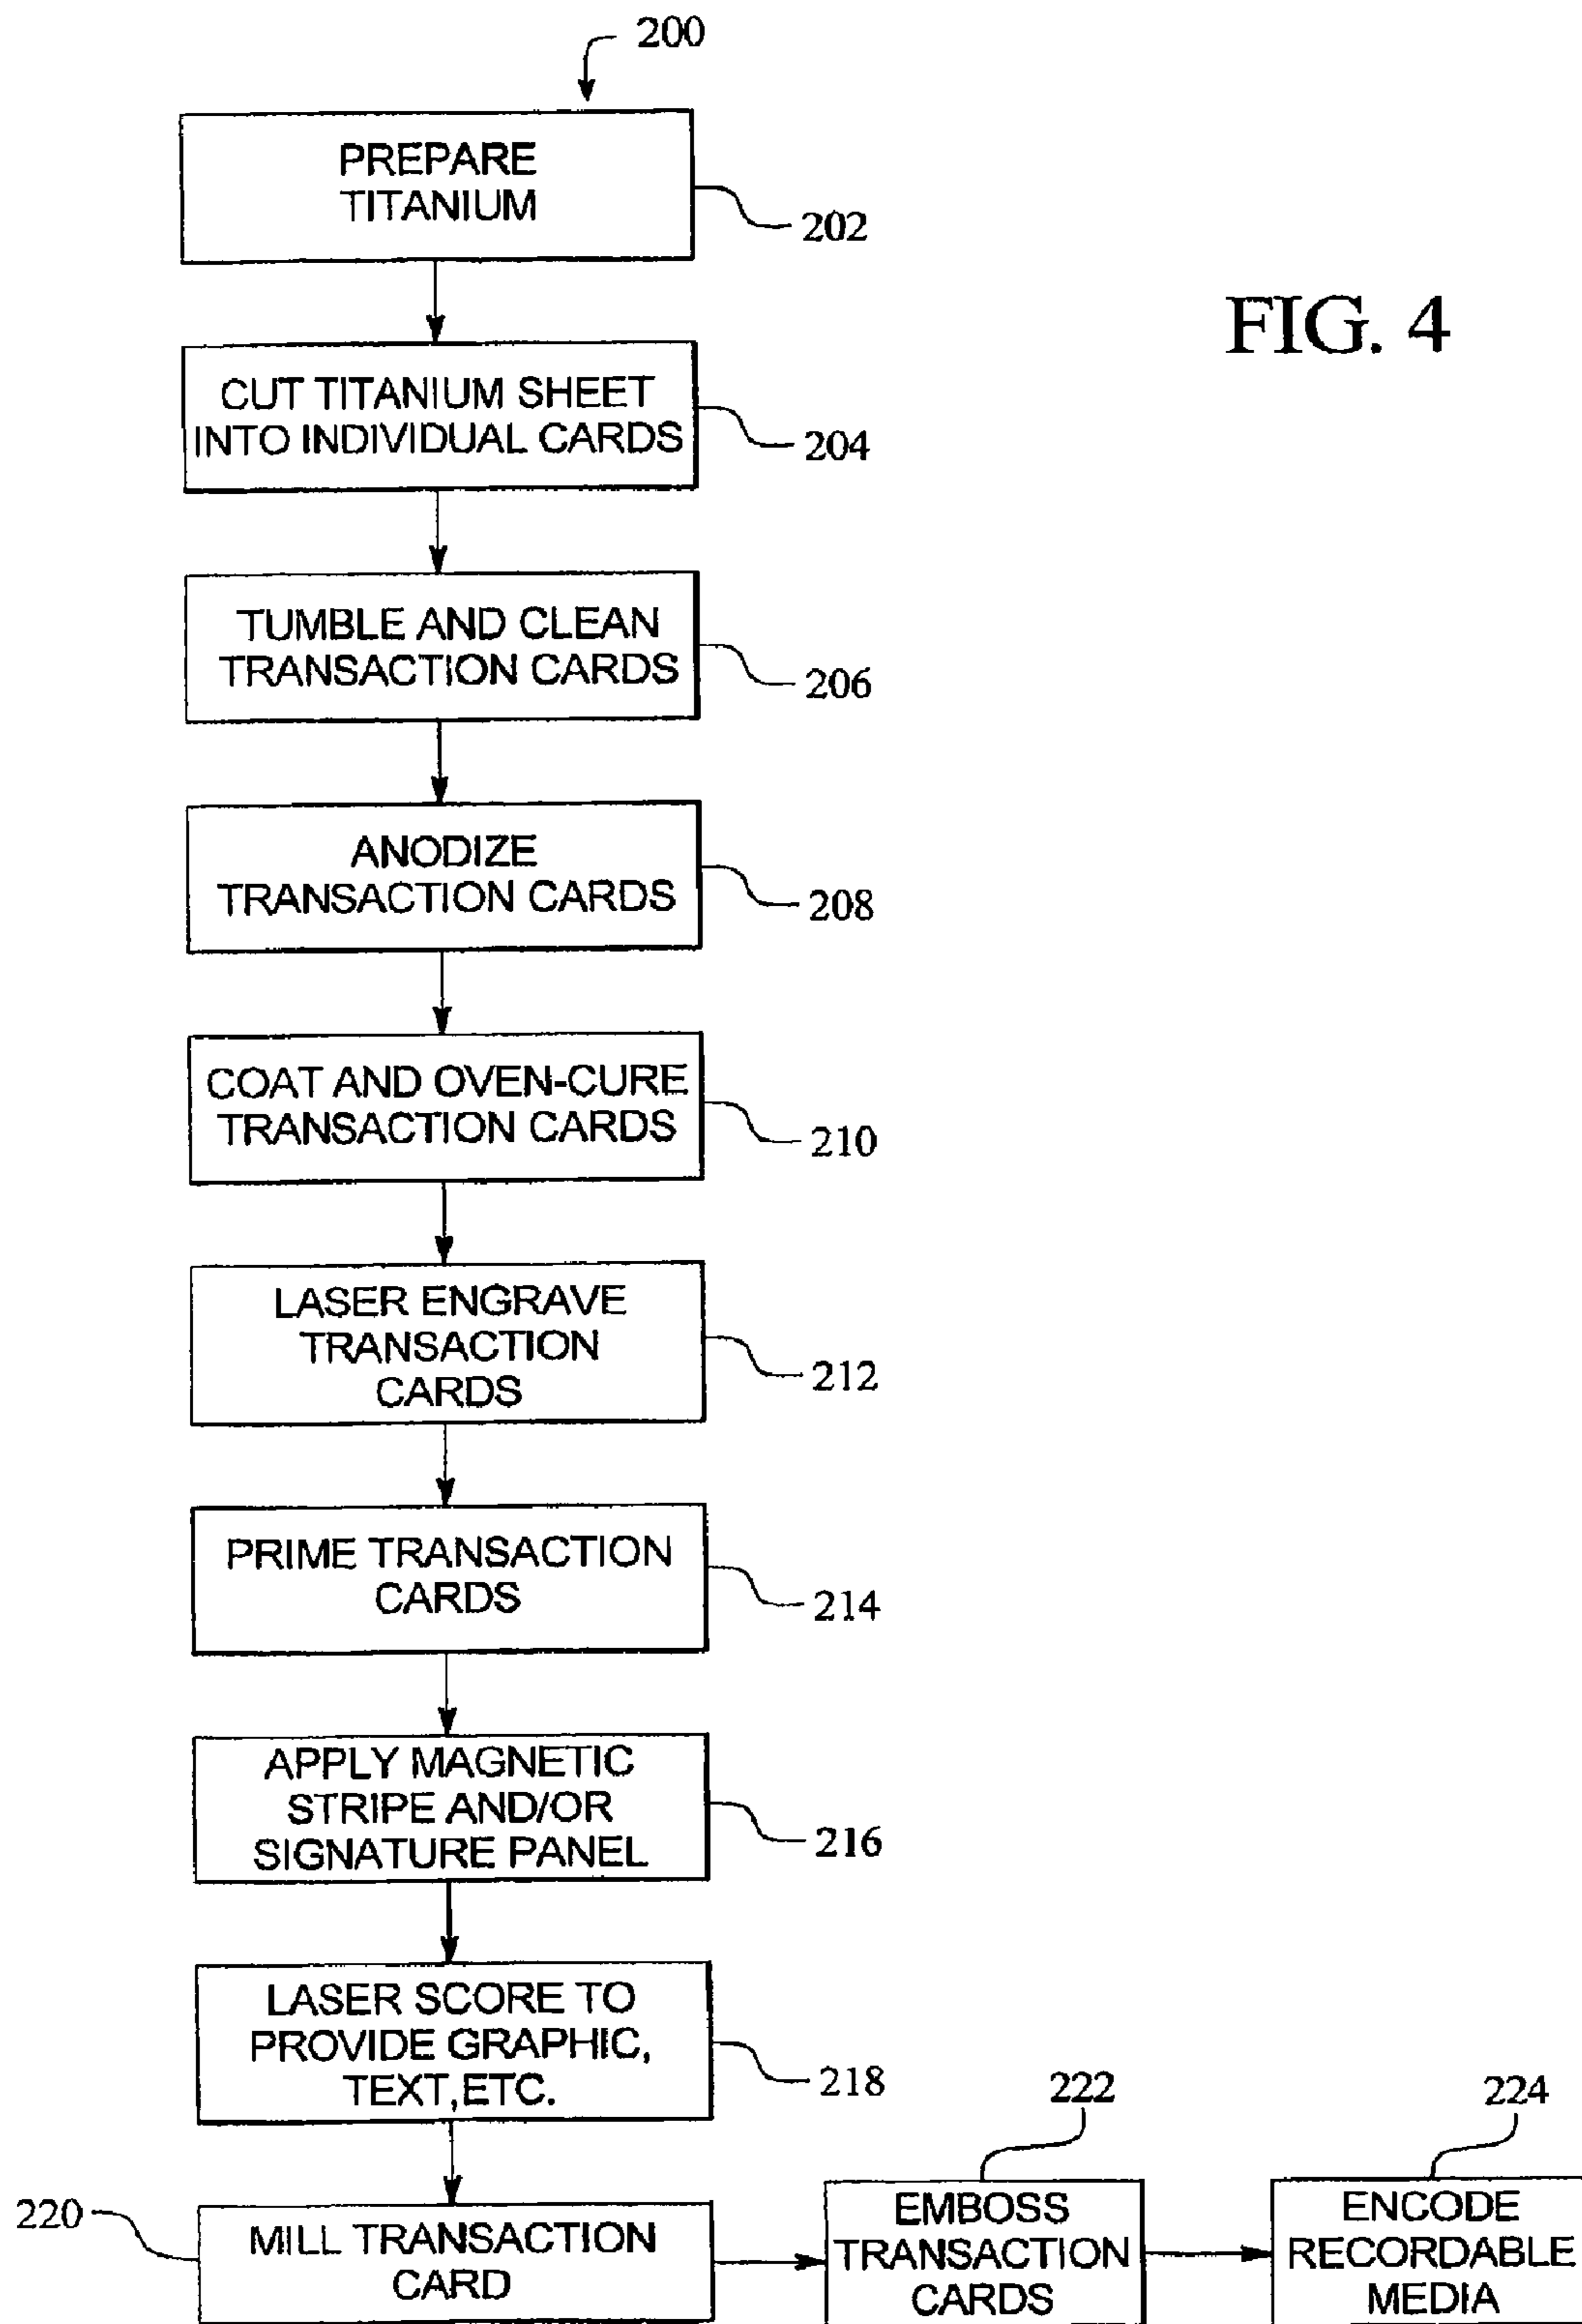 200
PREPARE
TITANIUM
202
FIG. 4
CUT TITANIUM SHEET
INTO INDIVIDUAL CARDS
204
TUMBLE AND CLEAN
TRANSACTION CARDS
206
ANODIZE
TRANSACTION CARDS
208
COAT AND OVEN-CURE
TRANSACTION CARDS
210
LASER ENGRAVE
TRANSACTION
CARDS
212
PRIME TRANSACTION
CARDS
214
APPLY MAGNETIC
STRIPE AND/OR
SIGNATURE PANEL
216
LASER SCORE TO
PROVIDE GRAPHIC,
TEXT,ETC.
218
220
MILL TRANSACTION
CARD
222
EMBOSS
TRANSACTION
CARDS
224
ENCODE
RECORDABLE
MEDIA